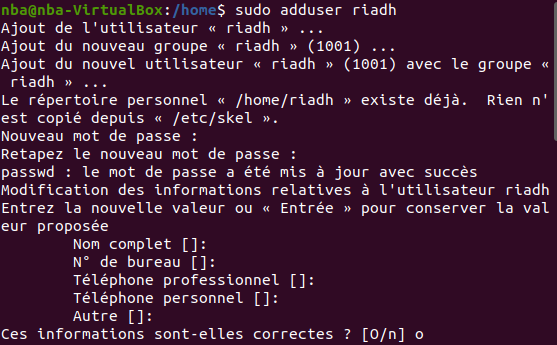 nba@nba-VirtualBox:/home$ sudo adduser riadh
Ajout de l'utilisateur « riadh » ...
Ajout du nouveau groupe « riadh » (1001) ...
Ajout du nouvel utilisateur « riadh » (1001) avec le groupe «
 riadh » ...
Le répertoire personnel « /home/riadh » existe déjà.  Rien n'
est copié depuis « /etc/skel ».
Nouveau mot de passe :
Retapez le nouveau mot de passe :
passwd : le mot de passe a été mis à jour avec succès
Modification des informations relatives à l'utilisateur riadh
Entrez la nouvelle valeur ou « Entrée » pour conserver la val
eur proposée
        Nom complet []:
        N° de bureau []:
        Téléphone professionnel []:
        Téléphone personnel []:
        Autre []:
Ces informations sont-elles correctes ? [O/n] o